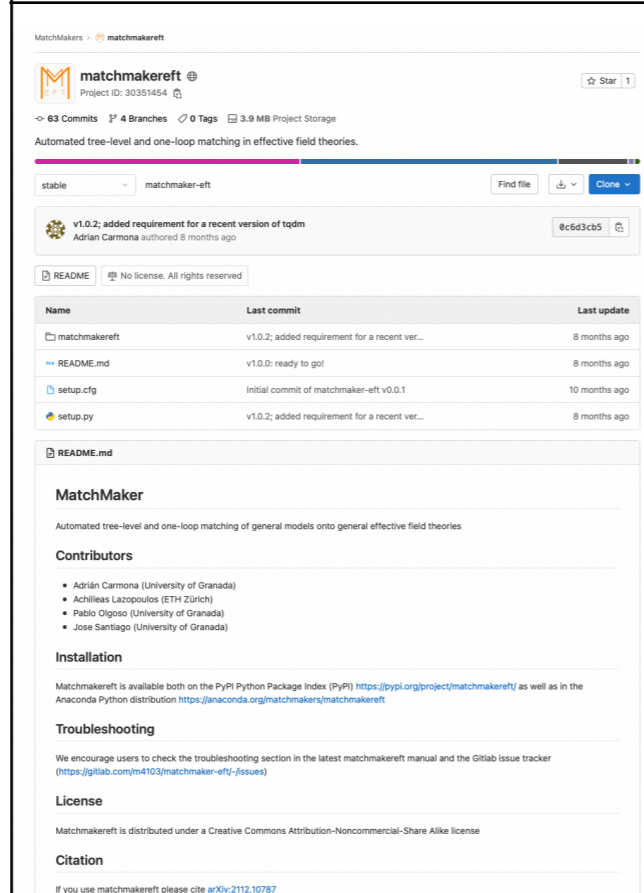 MatchMakers > matchmakereft
EFT
matchmakereft
Project ID: 30351454
Star 1
63 Commits 4 Branches 0 Tags 3.9 MB Project Storage
Automated tree-level and one-loop matching in effective field theories.
stable matchmaker-eft Find file Clone
v1.0.2; added requirement for a recent version of tqdm
Adrian Carmona authored 8 months ago
0c6d3cb5
README No license. All rights reserved
Name Last commit Last update
matchmakereft v1.0.2; added requirement for a recent ver... 8 months ago
README.md v1.0.0: ready to go! 8 months ago
setup.cfg Initial commit of matchmaker-eft v0.0.1 10 months ago
setup.py v1.0.2; added requirement for a recent ver... 8 months ago
README.md
MatchMaker
Automated tree-level and one-loop matching of general models onto general effective field theories
Contributors
• Adrián Carmona (University of Granada)
• Achilleas Lazopoulos (ETH Zürich)
• Pablo Olgoso (University of Granada)
• Jose Santiago (University of Granada)
Installation
Matchmakereft is available both on the PyPI Python Package Index (PyPI) https://pypi.org/project/matchmakereft/ as well as in the
Anaconda Python distribution https://anaconda.org/matchmakers/matchmakereft
Troubleshooting
We encourage users to check the troubleshooting section in the latest matchmakereft manual and the Gitlab issue tracker
(https://gitlab.com/m4103/matchmaker-eft/-/issues)
License
Matchmakereft is distributed under a Creative Commons Attribution-Noncommercial-Share Alike license
Citation
If you use matchmakereft please cite arXiv:2112.10787